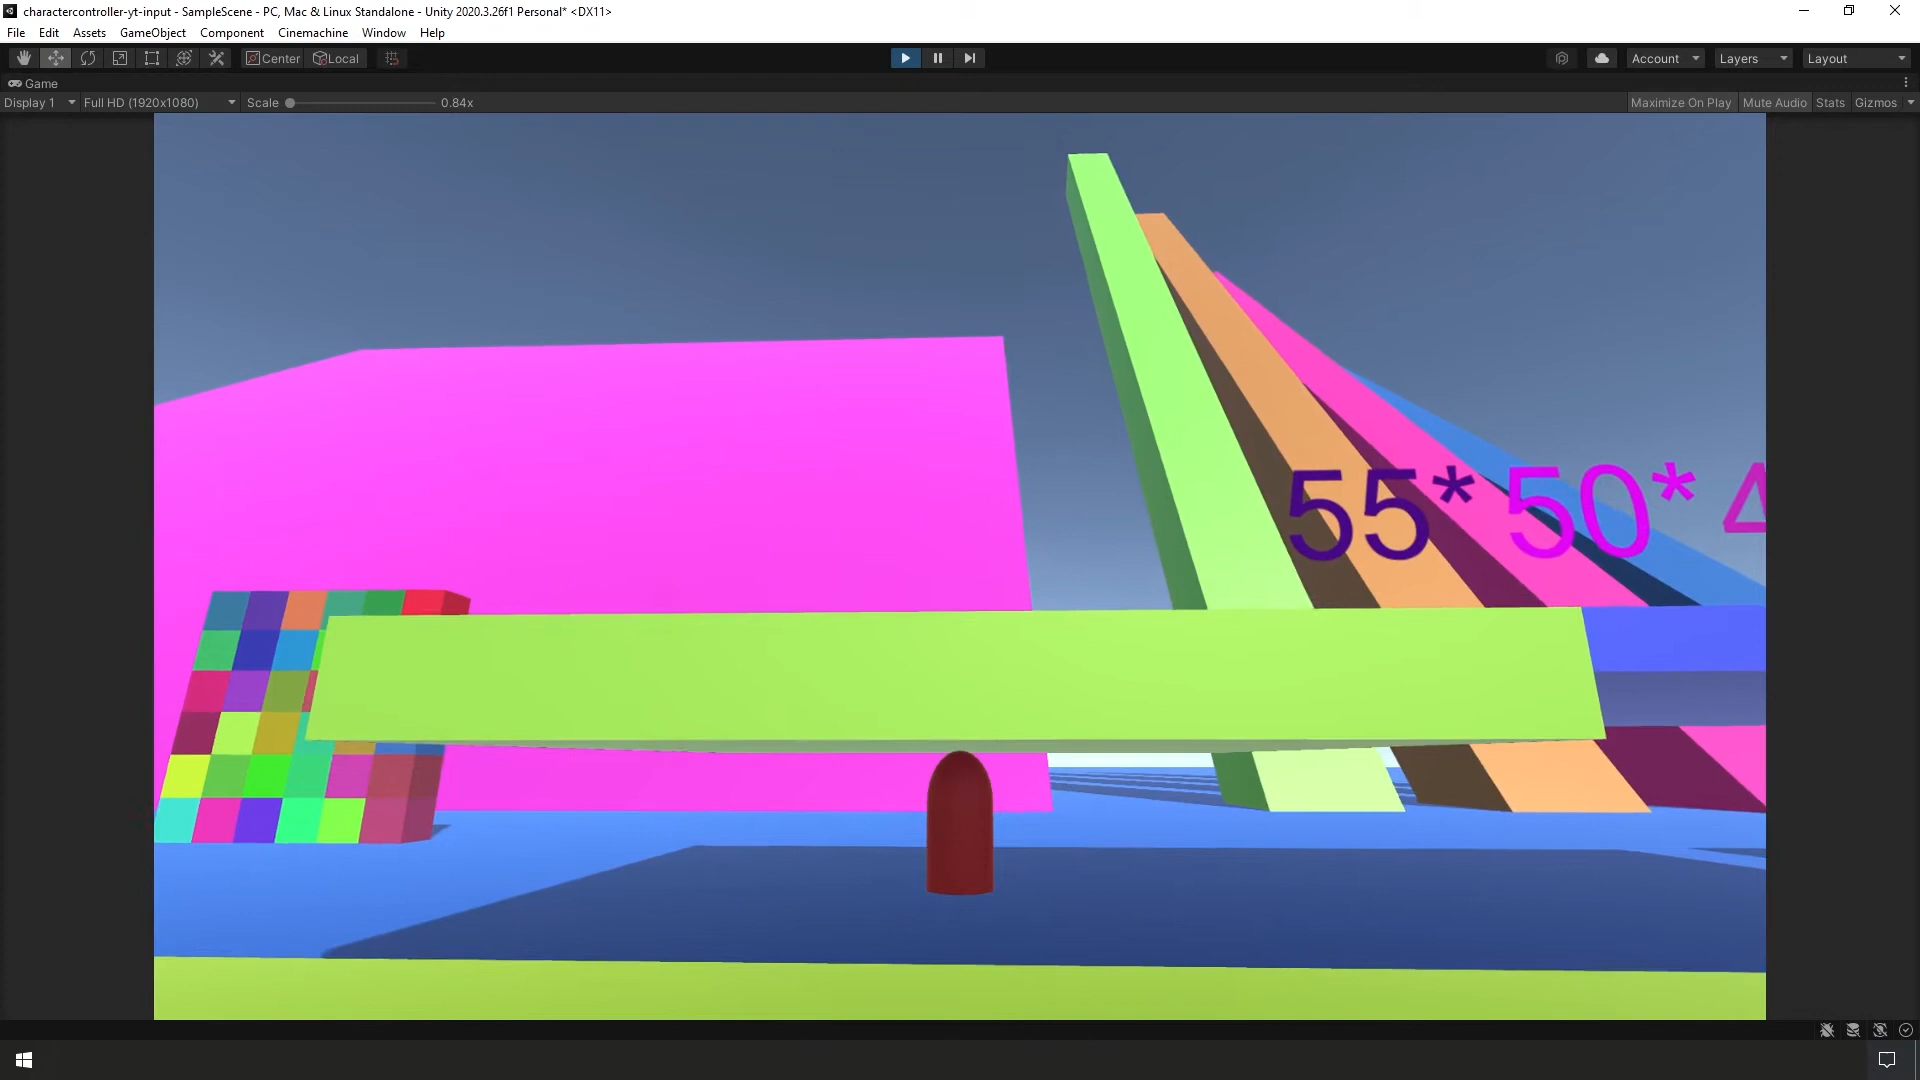 charactercontroller-yt-input - SampleScene - PC, Mac & Linux Standalone - Unity 2020.3.26f1 Personal* <DX11>
File Edit Assets GameObject Component Cinemachine Window Help
Center Local Account Layers Layout
Game
Display 1 Full HD (1920x1080) Scale 0.84x Maximize On Play Mute Audio Stats Gizmos
55* 50* 4